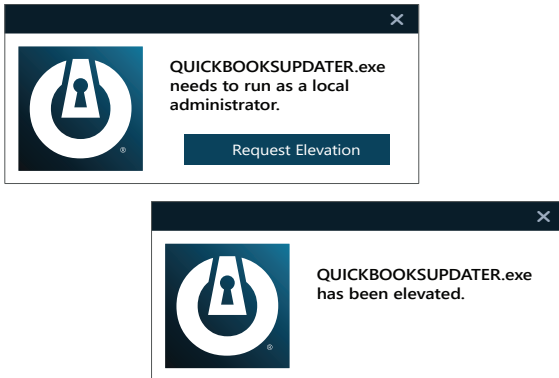 QUICKBOOKSUPDATER.exe
needs to run as a local
administrator.
Request Elevation
®
QUICKBOOKSUPDATER.exe
has been elevated.
®